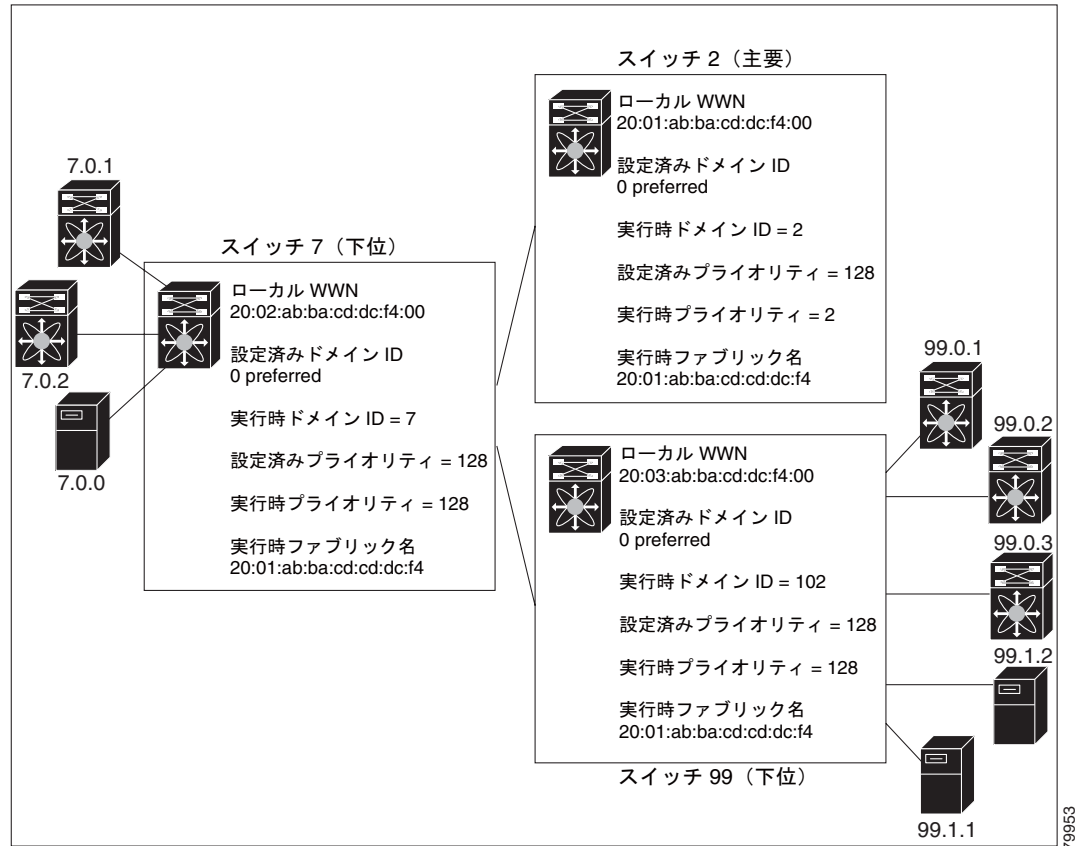 スイッチ 2（主要）
ローカル WWN
20:01:ab:ba:cd:dc:f4:00
設定済みドメイン ID
0 preferred
実行時ドメイン ID = 2
設定済みプライオリティ = 128
実行時プライオリティ = 2
実行時ファブリック名
20:01:ab:ba:cd:cd:dc:f4
7.0.1
7.0.2
7.0.0
スイッチ 7（下位）
ローカル WWN
20:02:ab:ba:cd:dc:f4:00
設定済みドメイン ID
0 preferred
実行時ドメイン ID = 7
設定済みプライオリティ = 128
実行時プライオリティ = 128
実行時ファブリック名
20:01:ab:ba:cd:cd:dc:f4
ローカル WWN
20:03:ab:ba:cd:dc:f4:00
設定済みドメイン ID
0 preferred
実行時ドメイン ID = 102
設定済みプライオリティ = 128
実行時プライオリティ = 128
実行時ファブリック名
20:01:ab:ba:cd:cd:dc:f4
スイッチ 99（下位）
99.0.1
99.0.2
99.0.3
99.1.2
99.1.1
79953